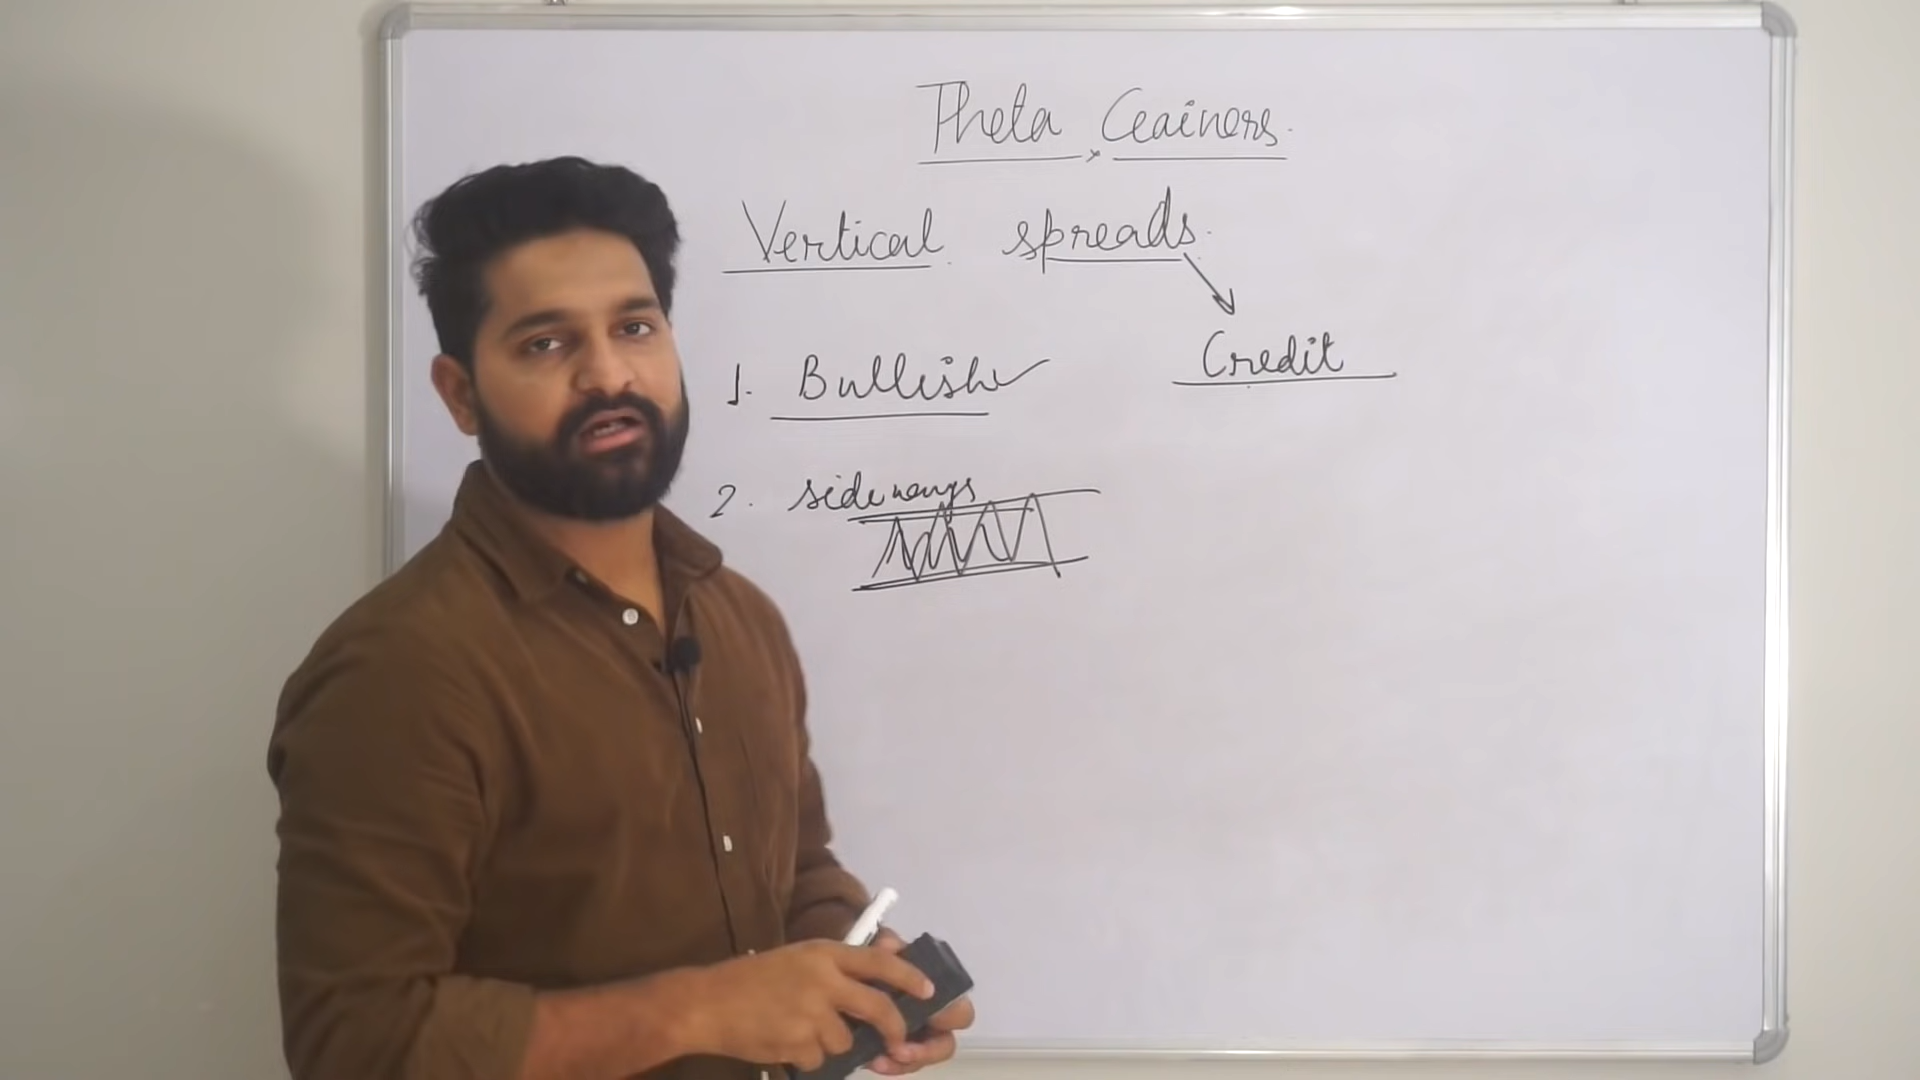 Theta Gainers.
Vertical spreads.
Credit
1. Bullish
2. sideways